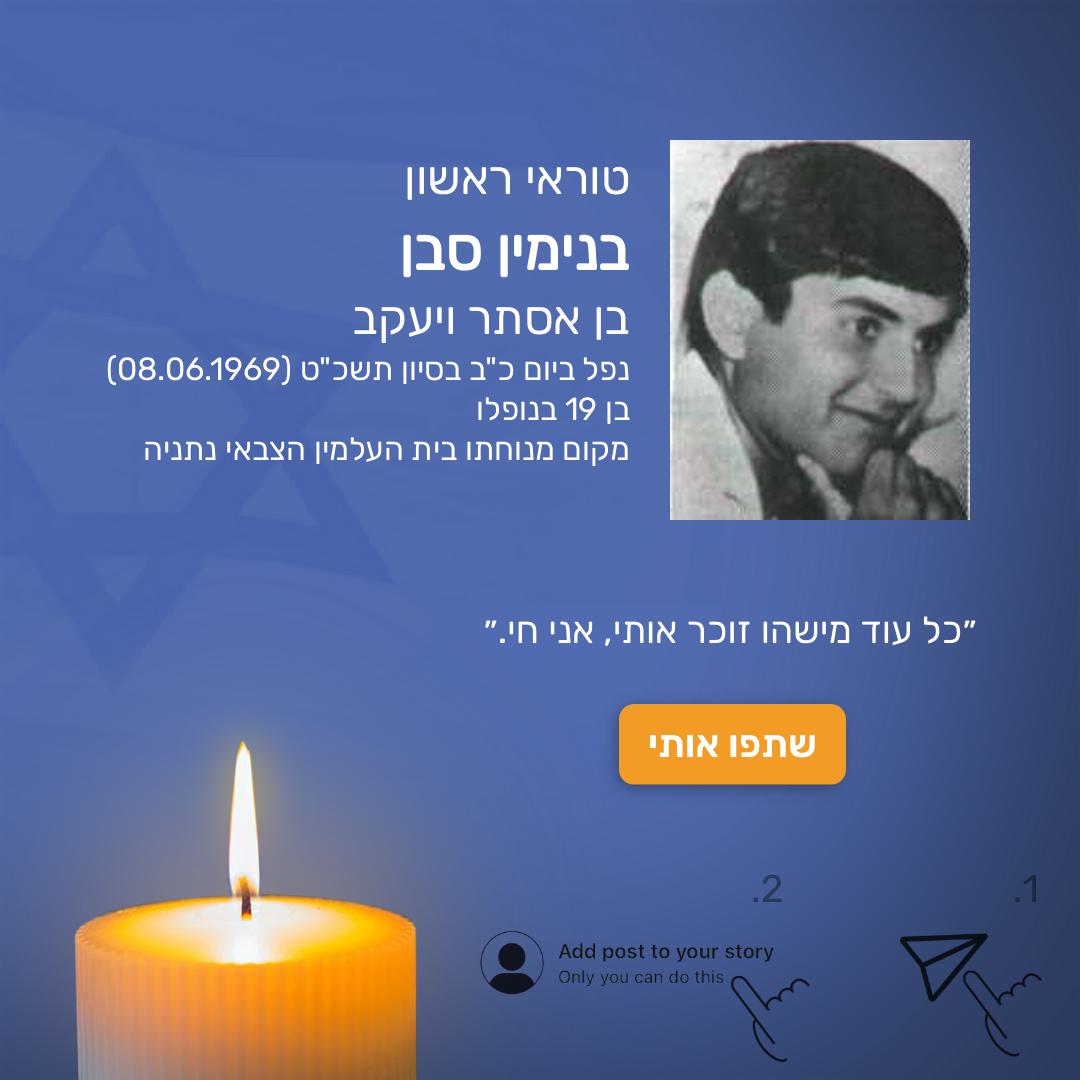 טוראי ראשון
בנימין סבן
בן אסתר ויעקב
נפל ביום כ"ב בסיון תשכ"ט (08.06.1969)
בן 19 בנופלו
מקום מנוחתו בית העלמין הצבאי נתניה
״כל עוד מישהו זוכר אותי, אני חי.״
שתפו אותי
1.
2.
Add post to your story
Only you can do this